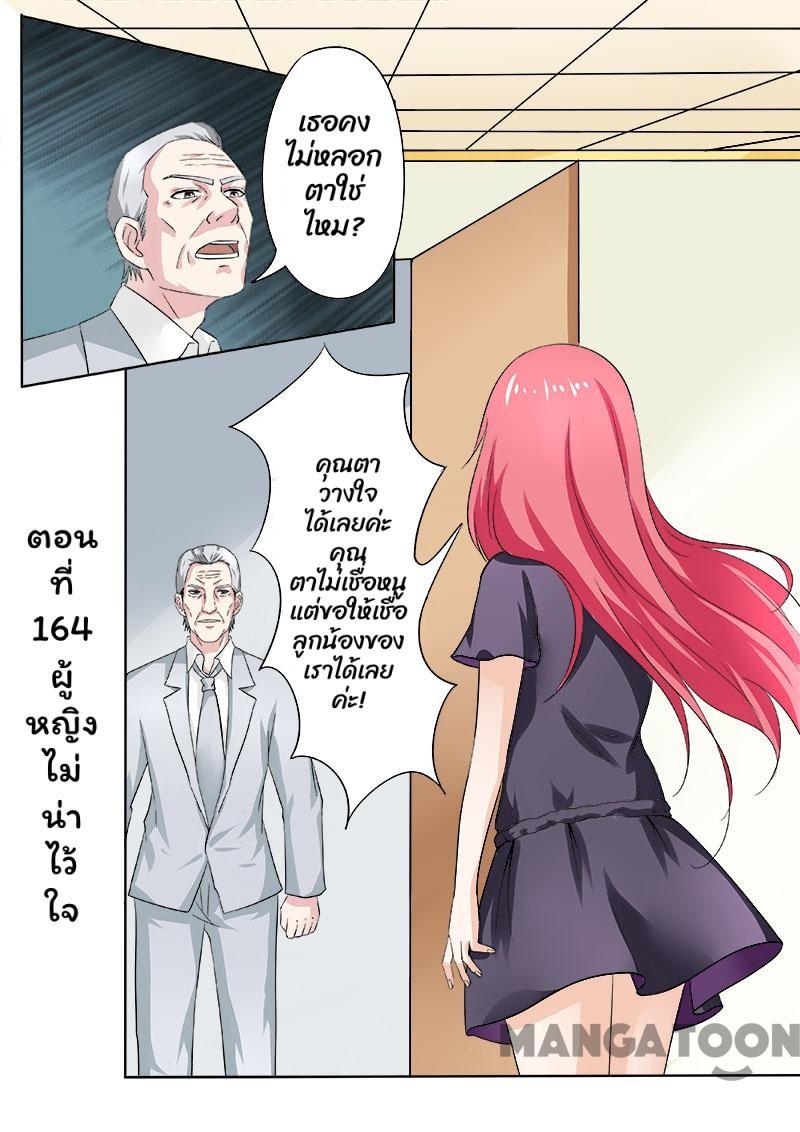 เธอคง
ไม่หลอก
ตาใช่
ไหม?
คุณตา
วางใจ
ได้เลยค่ะ
คุณ
ตาไม่เชื่อหนู
แต่ขอให้เชื่อ
ลูกน้องของ
เราได้เลย
ค่ะ!
ตอน
ที่
164
ผู้
หญิง
ไม่
น่า
ไว้
ใจ
MANGATOON